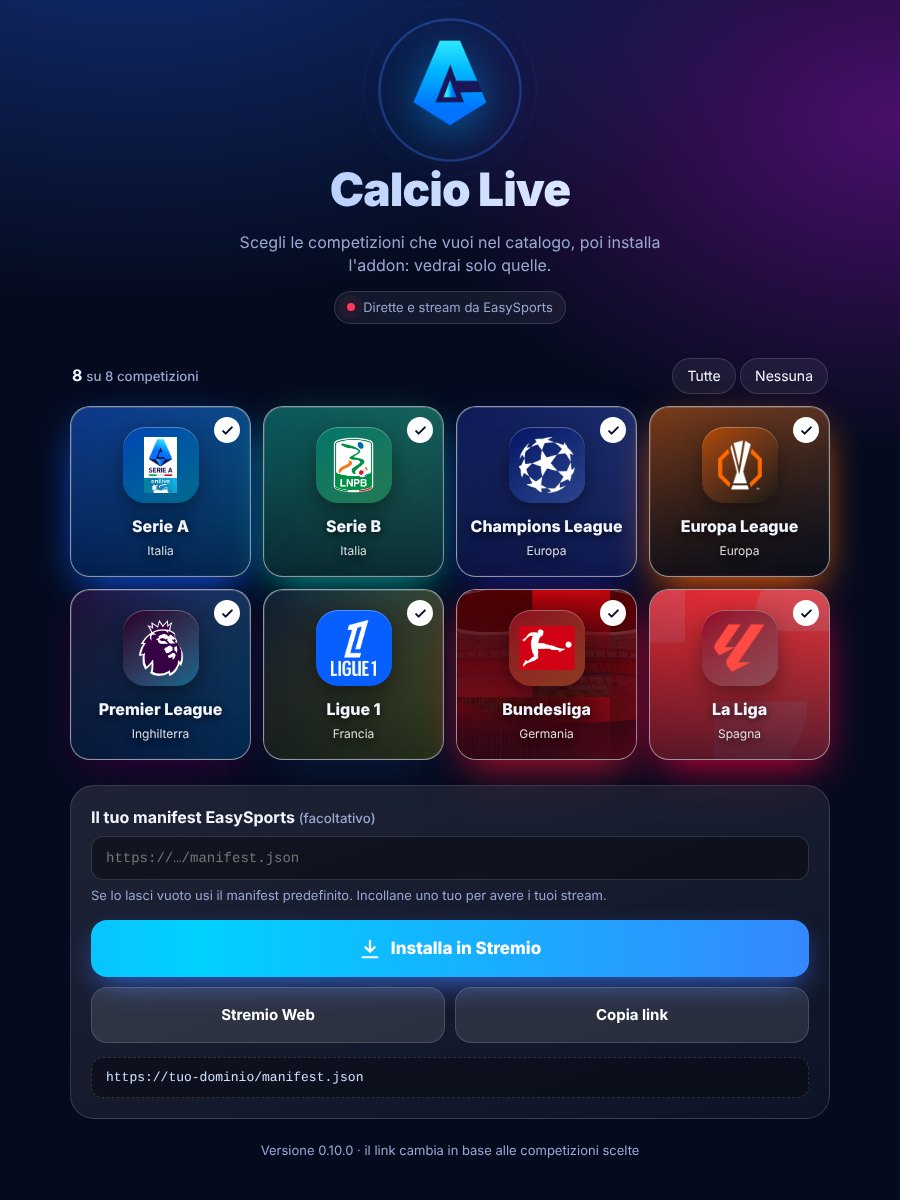 Calcio Live
Scegli le competizioni che vuoi nel catalogo, poi installa
l'addon: vedrai solo quelle.
Dirette e stream da EasySports
8 su 8 competizioni
Tutte
Nessuna
SERIE A
enilive
Serie A
Italia
LNPB
Serie B
Italia
Champions League
Europa
Europa League
Europa
Premier League
Inghilterra
LIGUE 1
Ligue 1
Francia
Bundesliga
Germania
La Liga
Spagna
Il tuo manifest EasySports (facoltativo)
https://…/manifest.json
Se lo lasci vuoto usi il manifest predefinito. Incollane uno tuo per avere i tuoi stream.
Installa in Stremio
Stremio Web
Copia link
https://tuo-dominio/manifest.json
Versione 0.10.0 · il link cambia in base alle competizioni scelte